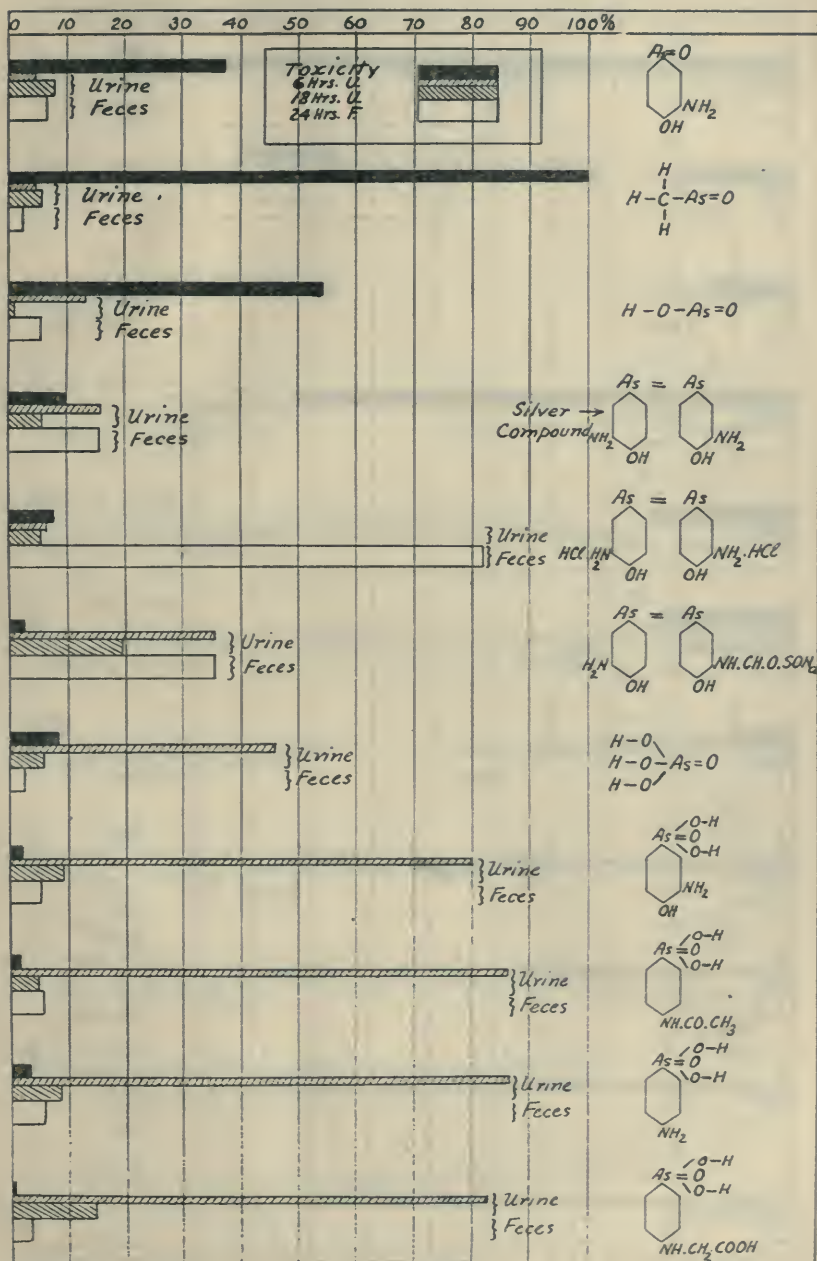 0 10 20 30 40 50 60 70 80 90 100%
Toxicity
6 Hrs. U.
18 Hrs. U.
24 Hrs. F.
} Urine
} Feces
As=O
NH2
OH
} Urine .
} Feces
H
H-C-As=O
H
} Urine
} Feces
H-O-As=O
} Urine
} Feces
Silver →
Compound
As = As
NH2 NH2
OH OH
} Urine
} Feces
As = As
HCl H2N NH2.HCl
OH OH
} Urine
} Feces
As = As
H2N NH.CH.O.SONa
OH OH
} Urine
} Feces
H-O
H-O-As=O
H-O
} Urine
} Feces
O-H
As=O
O-H
NH2
OH
} Urine
} Feces
O-H
As=O
O-H
NH.CO.CH3
} Urine
} Feces
O-H
As=O
O-H
NH2
} Urine
} Feces
O-H
As=O
O-H
NH.CH2COOH